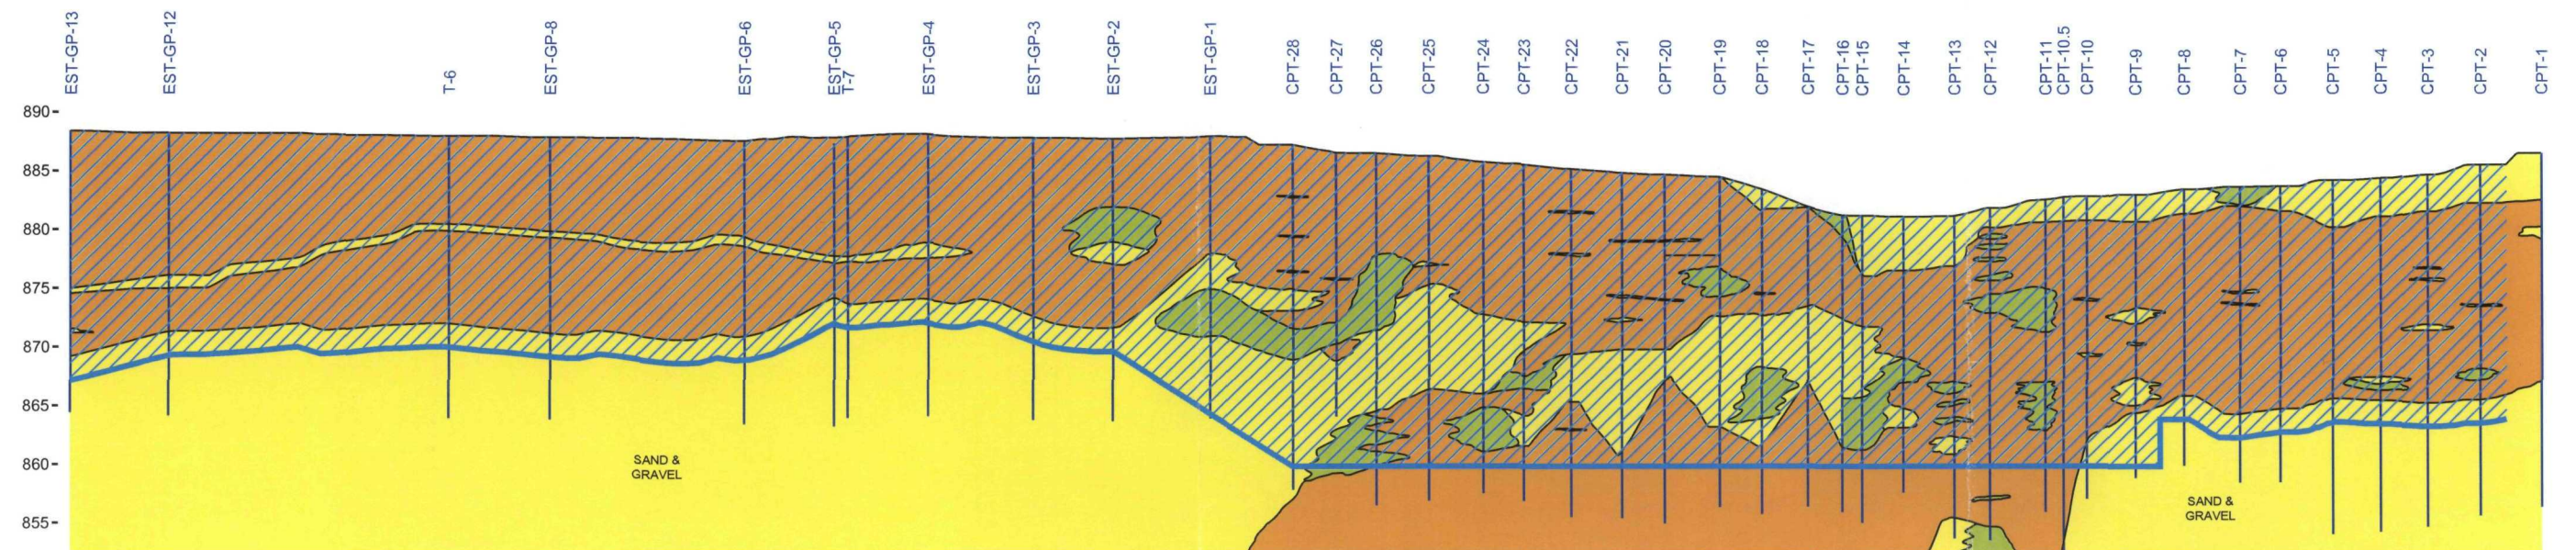 EST-GP-13
EST-GP-12
T-6
EST-GP-8
EST-GP-6
EST-GP-5
T-7
EST-GP-4
EST-GP-3
EST-GP-2
EST-GP-1
CPT-28
CPT-27
CPT-26
CPT-25
CPT-24
CPT-23
CPT-22
CPT-21
CPT-20
CPT-19
CPT-18
CPT-17
CPT-16
CPT-15
CPT-14
CPT-13
CPT-12
CPT-11
CPT-10.5
CPT-10
CPT-9
CPT-8
CPT-7
CPT-6
CPT-5
CPT-4
CPT-3
CPT-2
CPT-1
890-
885-
880-
875-
870-
865-
860-
855-
SAND &
GRAVEL
SAND &
GRAVEL